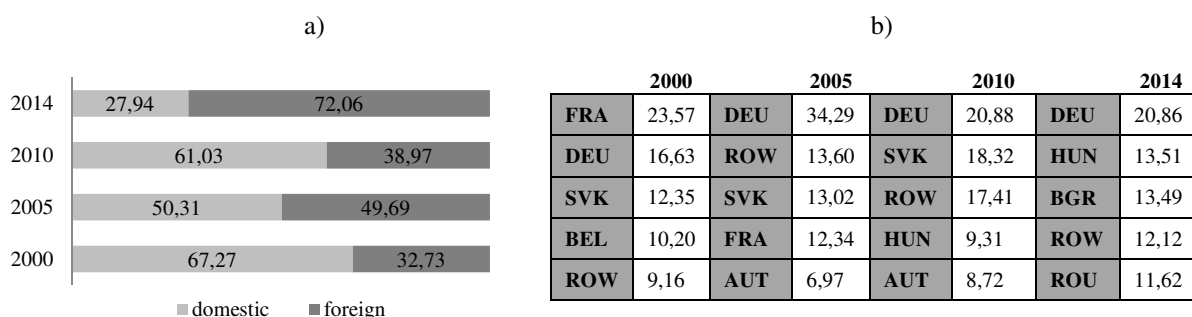 a)
2014 27,94 72,06
2010 61,03 38,97
2005 50,31 49,69
2000 67,27 32,73
domestic foreign
b)
2000 2005 2010 2014
FRA 23,57 DEU 34,29 DEU 20,88 DEU 20,86
DEU 16,63 ROW 13,60 SVK 18,32 HUN 13,51
SVK 12,35 SVK 13,02 ROW 17,41 BGR 13,49
BEL 10,20 FRA 12,34 HUN 9,31 ROW 12,12
ROW 9,16 AUT 6,97 AUT 8,72 ROU 11,62